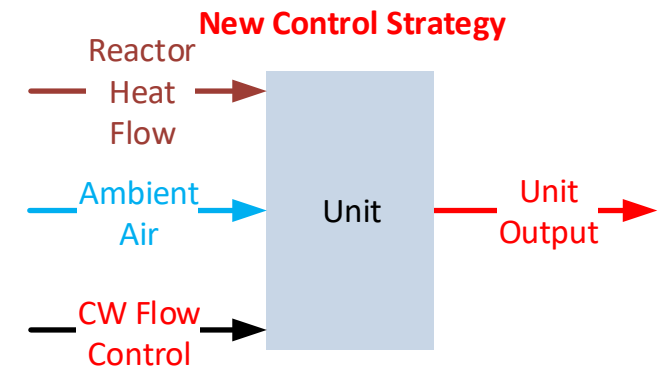 New Control Strategy
Reactor
Heat
Flow
Ambient
Air
CW Flow
Control
Unit
Unit
Output